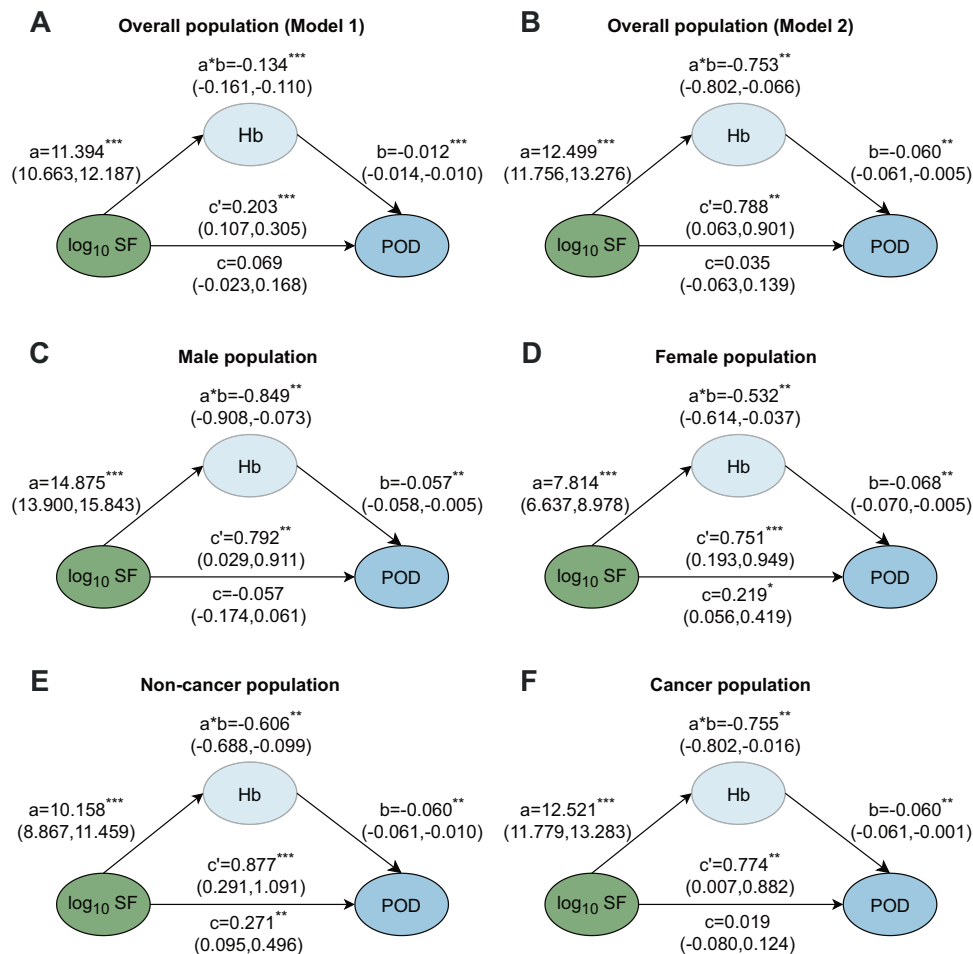 A
Overall population (Model 1)
a*b=-0.134***
(-0.161,-0.110)
Hb
a=11.394***
(10.663,12.187)
b=-0.012***
(-0.014,-0.010)
c'=0.203***
(0.107,0.305)
log10 SF
POD
c=0.069
(-0.023,0.168)
B
Overall population (Model 2)
a*b=-0.753**
(-0.802,-0.066)
Hb
a=12.499***
(11.756,13.276)
b=-0.060**
(-0.061,-0.005)
c'=0.788**
(0.063,0.901)
log10 SF
POD
c=0.035
(-0.063,0.139)
C
Male population
a*b=-0.849**
(-0.908,-0.073)
Hb
a=14.875***
(13.900,15.843)
b=-0.057**
(-0.058,-0.005)
c'=0.792**
(0.029,0.911)
log10 SF
POD
c=-0.057
(-0.174,0.061)
D
Female population
a*b=-0.532**
(-0.614,-0.037)
Hb
a=7.814***
(6.637,8.978)
b=-0.068**
(-0.070,-0.005)
c'=0.751***
(0.193,0.949)
log10 SF
POD
c=0.219*
(0.056,0.419)
E
Non-cancer population
a*b=-0.606**
(-0.688,-0.099)
Hb
a=10.158***
(8.867,11.459)
b=-0.060**
(-0.061,-0.010)
c'=0.877***
(0.291,1.091)
log10 SF
POD
c=0.271**
(0.095,0.496)
F
Cancer population
a*b=-0.755**
(-0.802,-0.016)
Hb
a=12.521***
(11.779,13.283)
b=-0.060**
(-0.061,-0.001)
c'=0.774**
(0.007,0.882)
log10 SF
POD
c=0.019
(-0.080,0.124)